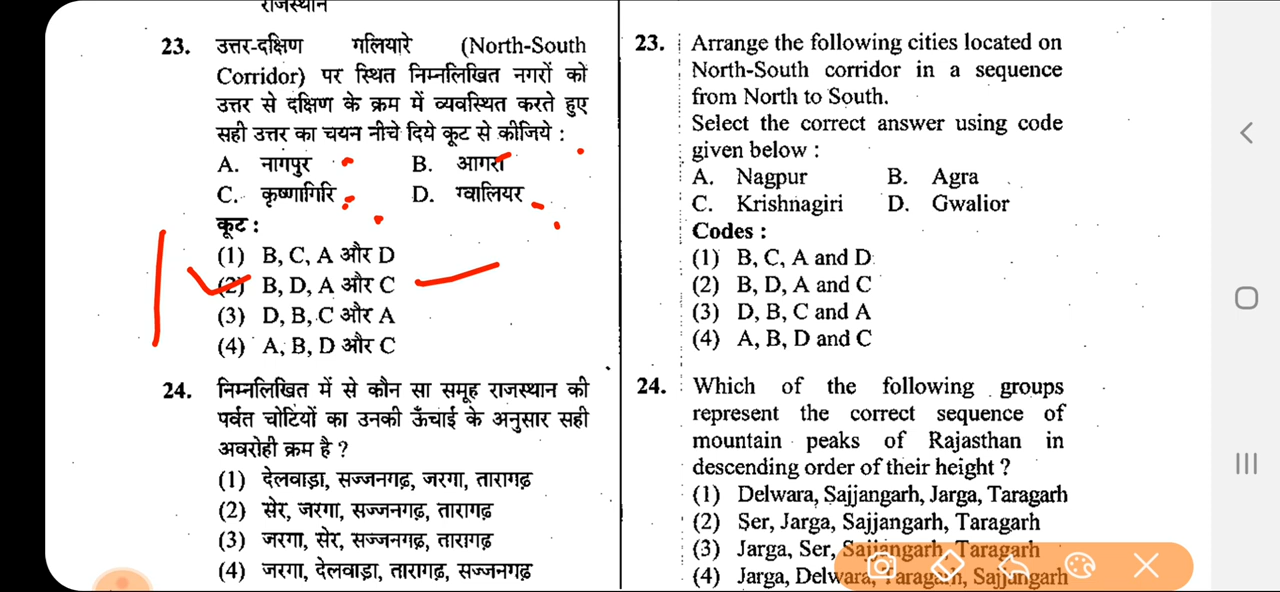 राजस्थान
23. उत्तर-दक्षिण गलियारे (North-South
Corridor) पर स्थित निम्नलिखित नगरों को
उत्तर से दक्षिण के क्रम में व्यवस्थित करते हुए
सही उत्तर का चयन नीचे दिये कूट से कीजिये :
A. नागपुर B. आगरा
C. कृष्णागिरि D. ग्वालियर
कूट :
(1) B, C, A और D
(2) B, D, A और C
(3) D, B, C और A
(4) A, B, D और C
24. निम्नलिखित में से कौन सा समूह राजस्थान की
पर्वत चोटियों का उनकी ऊँचाई के अनुसार सही
अवरोही क्रम है ?
(1) देलवाड़ा, सज्जनगढ़, जरगा, तारागढ़
(2) सेर, जरगा, सज्जनगढ़, तारागढ़
(3) जरगा, सेर, सज्जनगढ़, तारागढ़
(4) जरगा, देलवाड़ा, तारागढ़, सज्जनगढ़
23. Arrange the following cities located on
North-South corridor in a sequence
from North to South.
Select the correct answer using code
given below :
A. Nagpur B. Agra
C. Krishnagiri D. Gwalior
Codes :
(1) B, C, A and D
(2) B, D, A and C
(3) D, B, C and A
(4) A, B, D and C
24. Which of the following groups
represent the correct sequence of
mountain peaks of Rajasthan in
descending order of their height ?
(1) Delwara, Sajjangarh, Jarga, Taragarh
(2) Ser, Jarga, Sajjangarh, Taragarh
(3) Jarga, Ser, Sajjangarh, Taragarh
(4) Jarga, Delwara, Taragarh, Sajjangarh